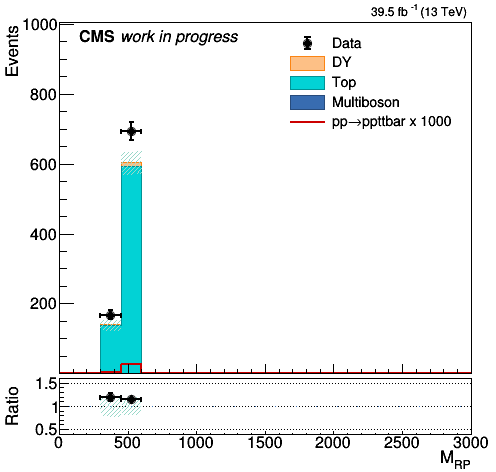 39.5 fb⁻¹ (13 TeV)
CMS work in progress
Data
DY
Top
Multiboson
pp→ppttbar x 1000
Events
1000
800
600
400
200
Ratio
1.5
1
0.5
0 500 1000 1500 2000 2500 3000
M_RP